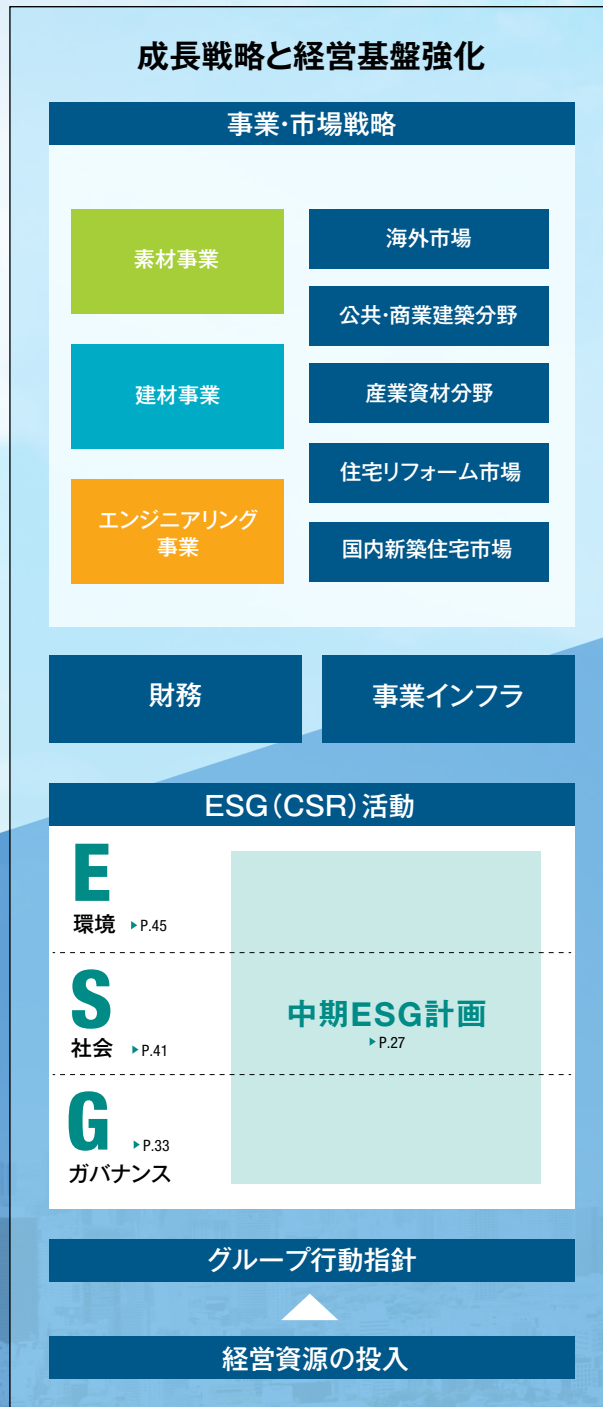 成長戦略と経営基盤強化
事業・市場戦略
素材事業
建材事業
エンジニアリング
事業
海外市場
公共・商業建築分野
産業資材分野
住宅リフォーム市場
国内新築住宅市場
財務
事業インフラ
ESG(CSR)活動
E
環境 ▶P.45
S
社会 ▶P.41
G ▶P.33
ガバナンス
中期ESG計画
▶P.27
グループ行動指針
経営資源の投入